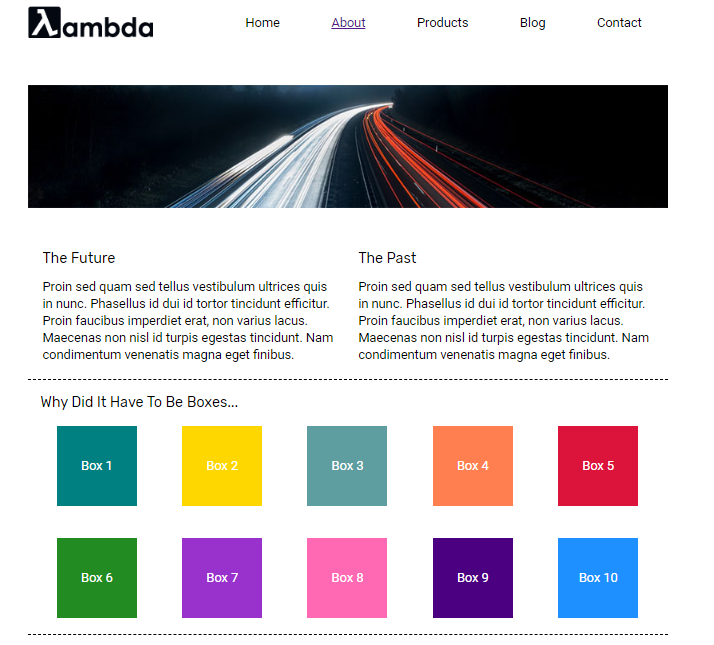 λambda
Home About Products Blog Contact
The Future
Proin sed quam sed tellus vestibulum ultrices quis
in nunc. Phasellus id dui id tortor tincidunt efficitur.
Proin faucibus imperdiet erat, non varius lacus.
Maecenas non nisl id turpis egestas tincidunt. Nam
condimentum venenatis magna eget finibus.
The Past
Proin sed quam sed tellus vestibulum ultrices quis
in nunc. Phasellus id dui id tortor tincidunt efficitur.
Proin faucibus imperdiet erat, non varius lacus.
Maecenas non nisl id turpis egestas tincidunt. Nam
condimentum venenatis magna eget finibus.
Why Did It Have To Be Boxes...
Box 1 Box 2 Box 3 Box 4 Box 5
Box 6 Box 7 Box 8 Box 9 Box 10